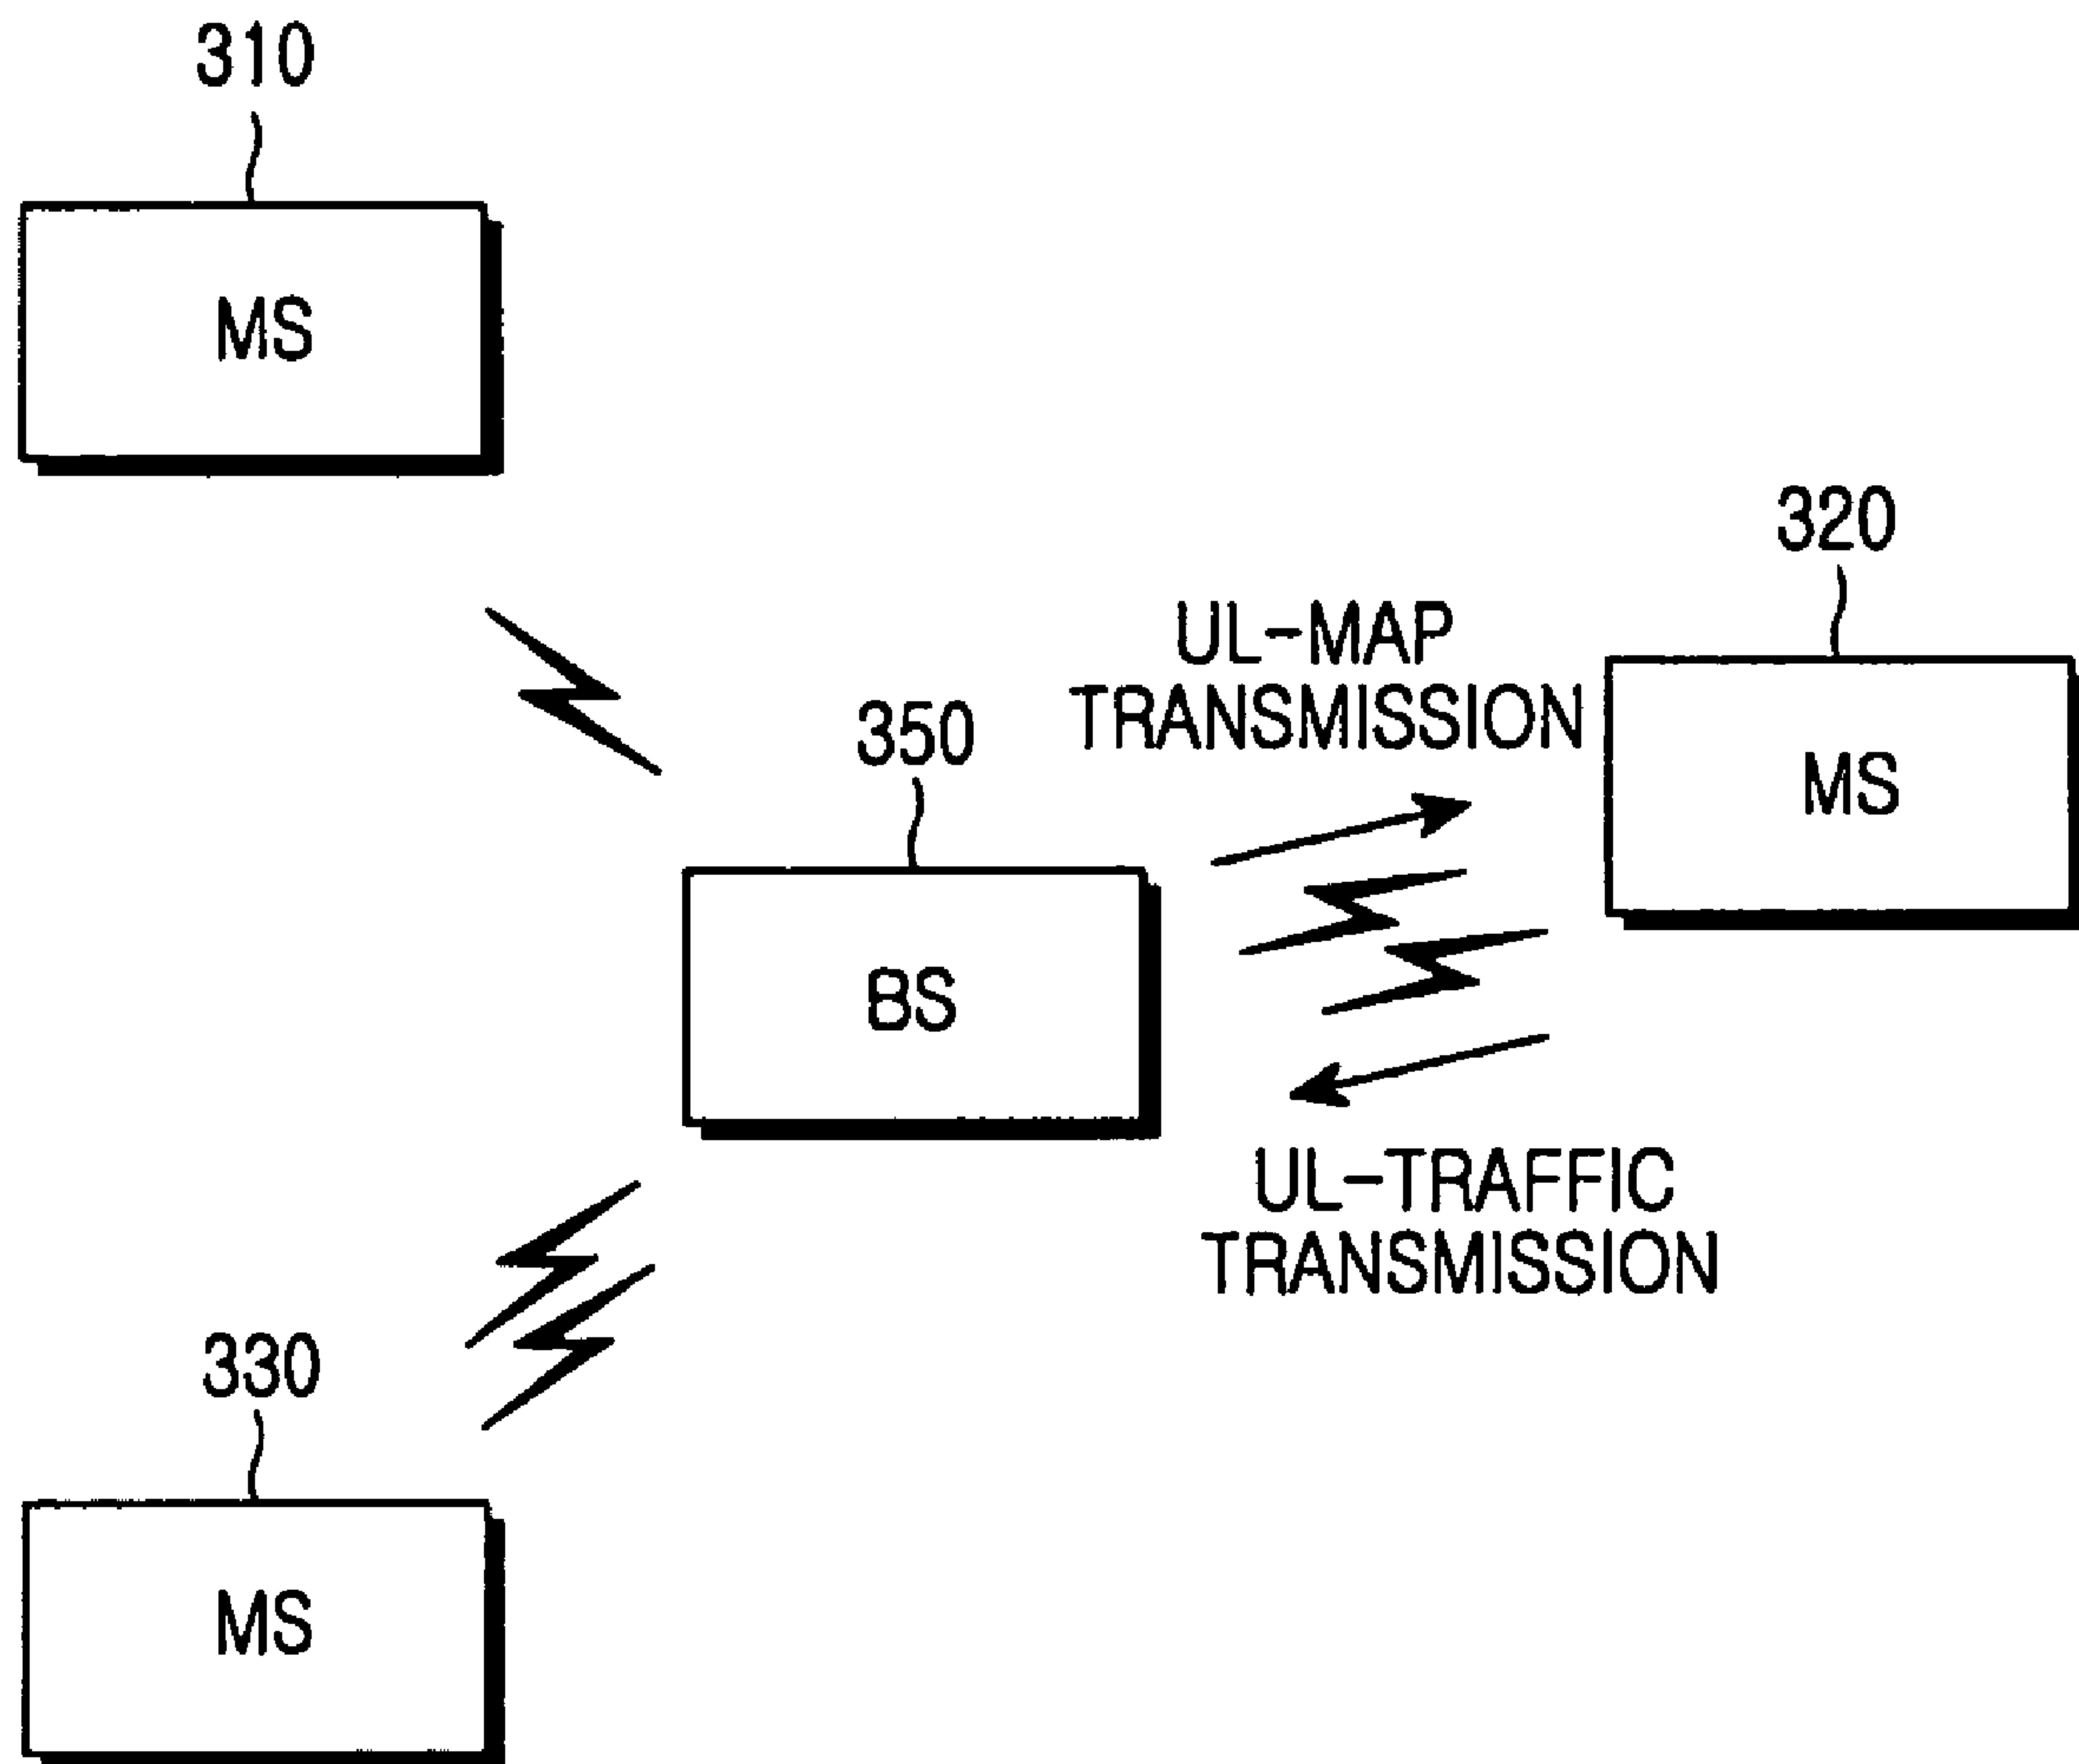 310
MS
320
UL-MAP
TRANSMISSION
350
MS
BS
UL-TRAFFIC
TRANSMISSION
330
MS